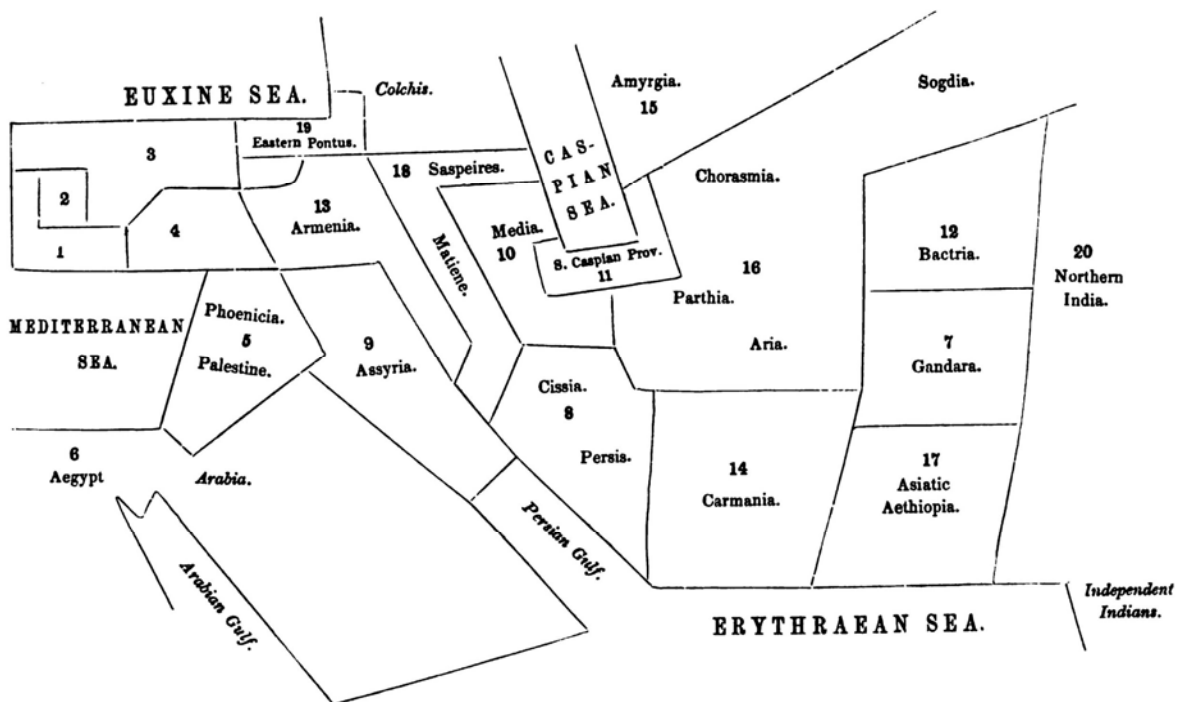 EUXINE SEA.
Colchis.
Amyrgia.
15
Sogdia.
19
Eastern Pontus.
3
18 Saspeires.
CAS-
PIAN
SEA.
Chorasmia.
2
1
4
13
Armenia.
Matiene.
Media.
10
S. Caspian Prov.
11
16
Parthia.
Aria.
12
Bactria.
20
Northern
India.
MEDITERRANEAN
SEA.
Phoenicia.
5
Palestine.
9
Assyria.
Cissia.
8
Persis.
7
Gandara.
6
Aegypt
Arabia.
14
Carmania.
17
Asiatic
Aethiopia.
Arabian Gulf.
Persian Gulf.
ERYTHRAEAN SEA.
Independent
Indians.